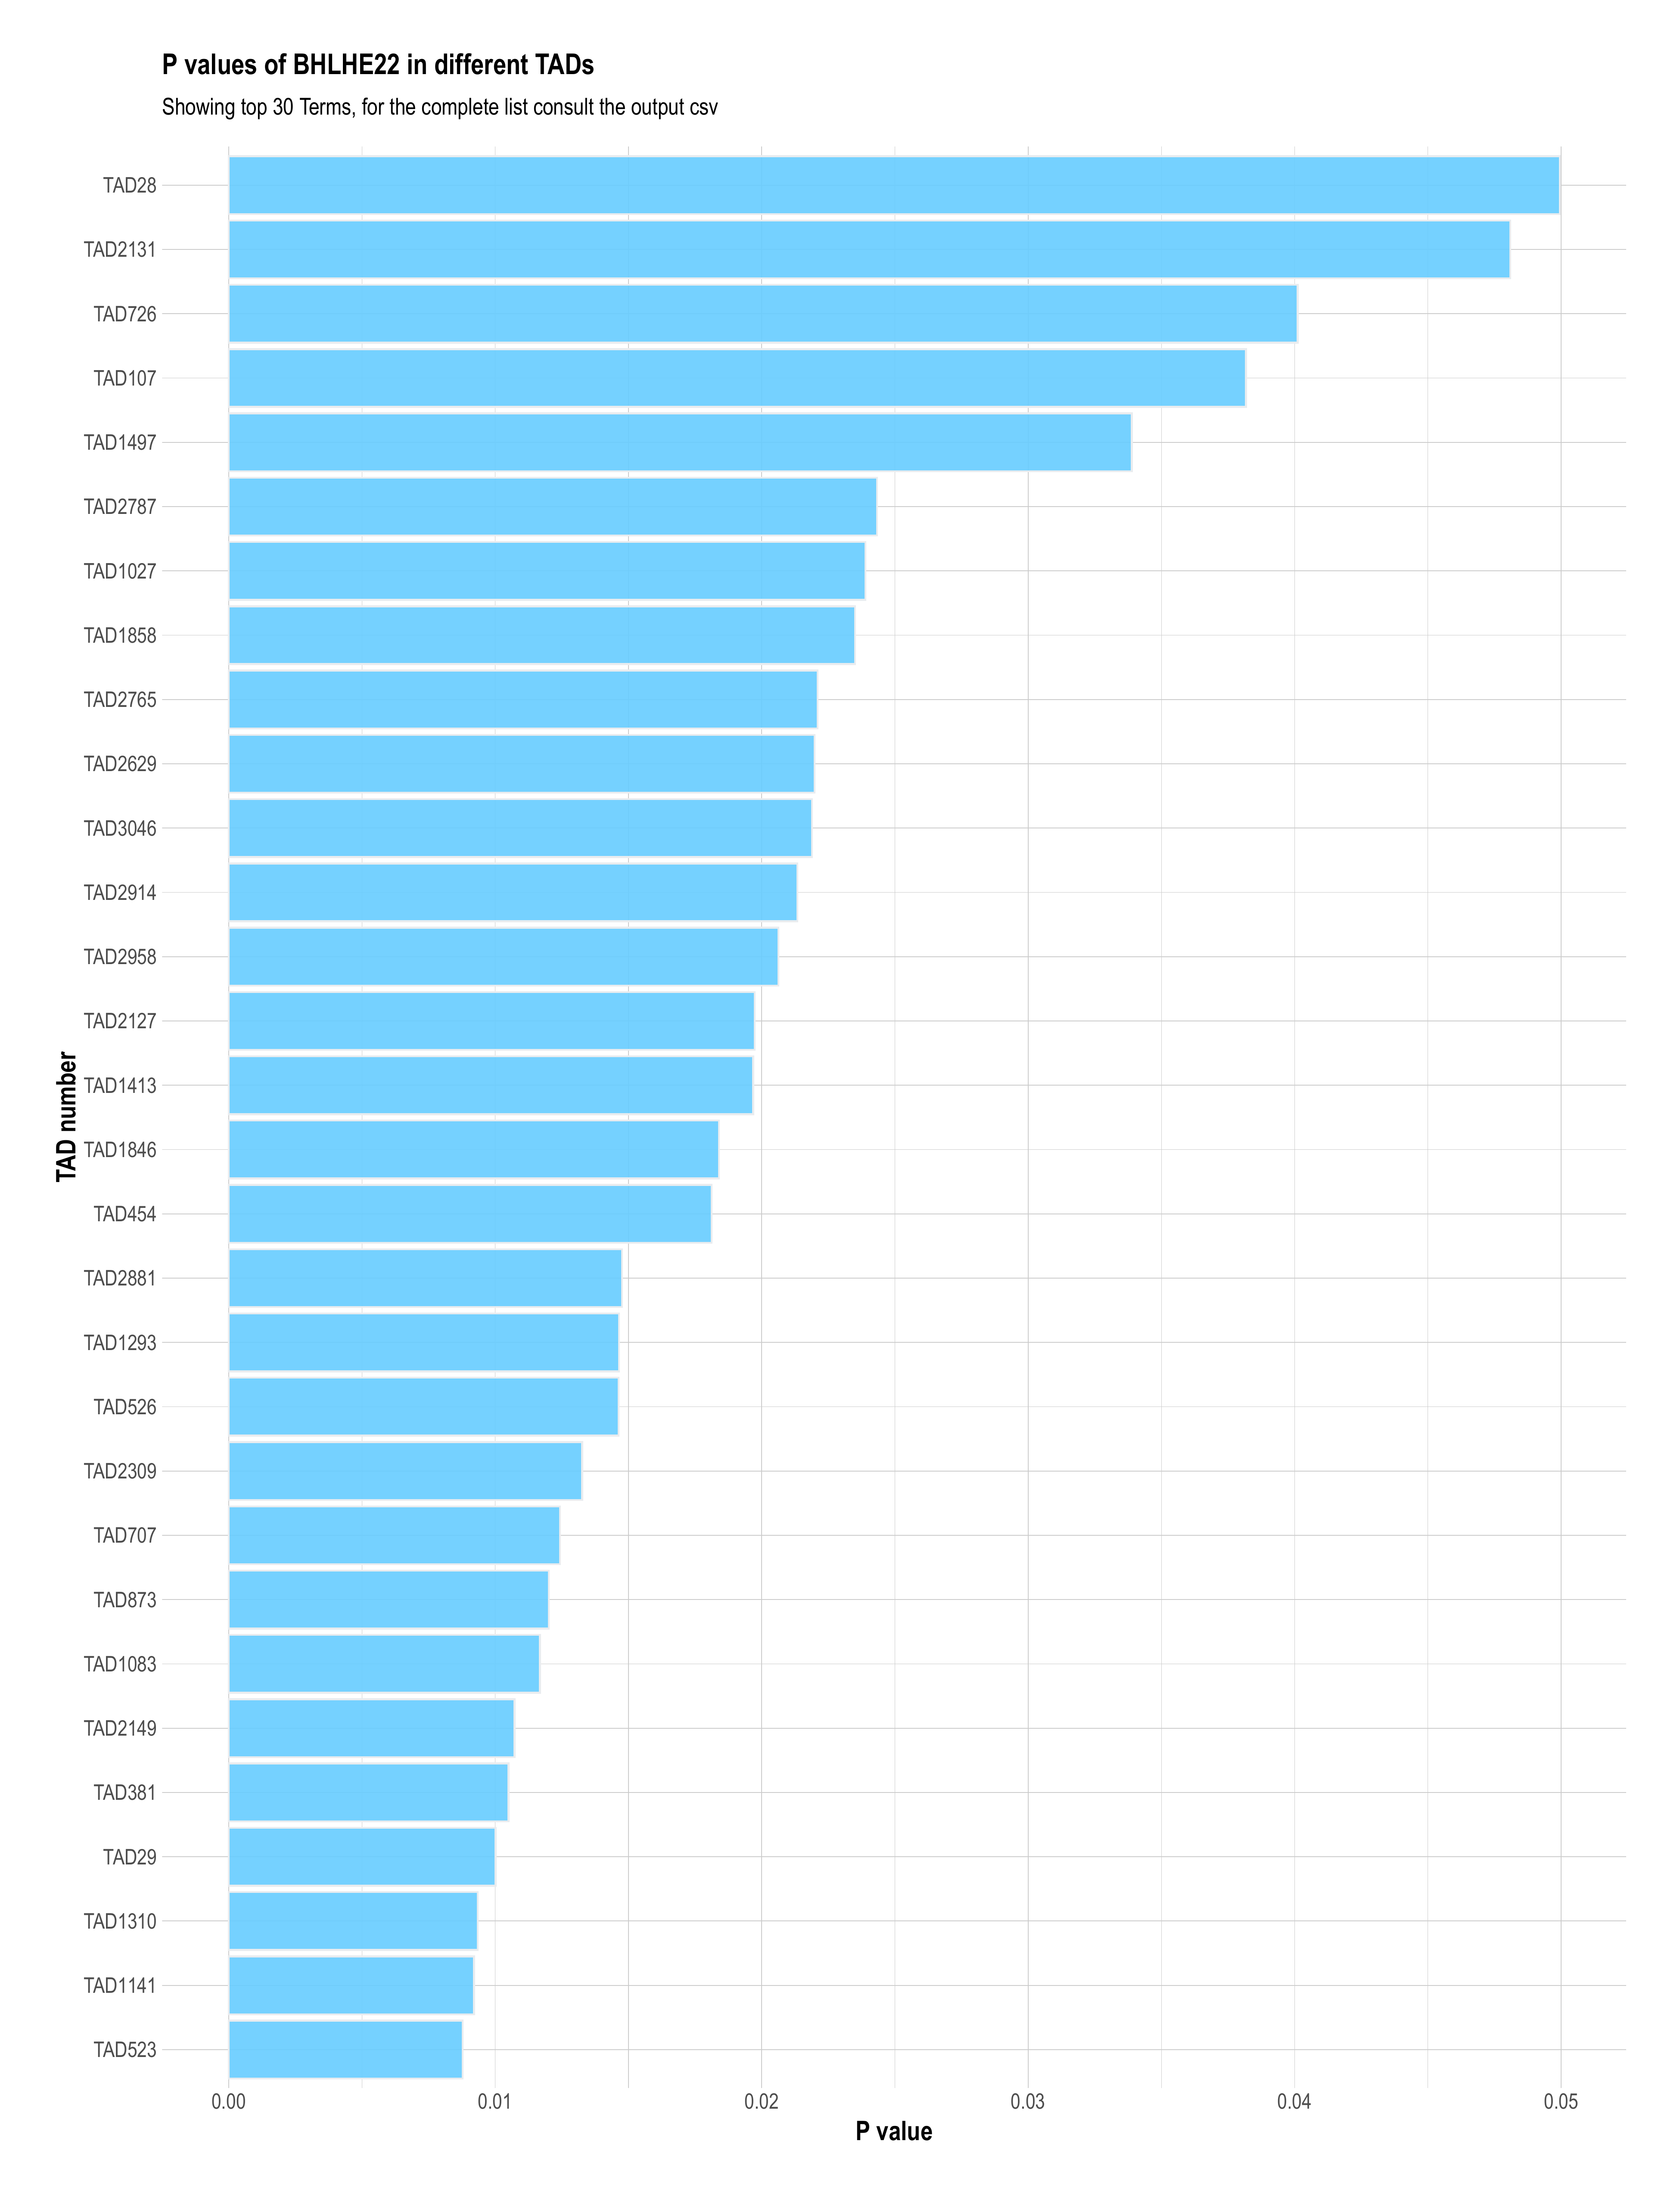 P values of BHLHE22 in different TADs
Showing top 30 Terms, for the complete list consult the output csv
TAD28
TAD2131
TAD726
TAD107
TAD1497
TAD2787
TAD1027
TAD1858
TAD2765
TAD2629
TAD3046
TAD2914
TAD2958
TAD2127
TAD1413
TAD1846
TAD454
TAD2881
TAD1293
TAD526
TAD2309
TAD707
TAD873
TAD1083
TAD2149
TAD381
TAD29
TAD1310
TAD1141
TAD523
TAD number
0.00 0.01 0.02 0.03 0.04 0.05
P value